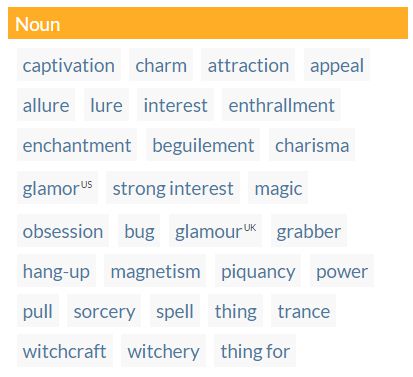 Noun
captivation charm attraction appeal
allure lure interest enthrallment
enchantment beguilement charisma
glamor US strong interest magic
obsession bug glamour UK grabber
hang-up magnetism piquancy power
pull sorcery spell thing trance
witchcraft witchery thing for